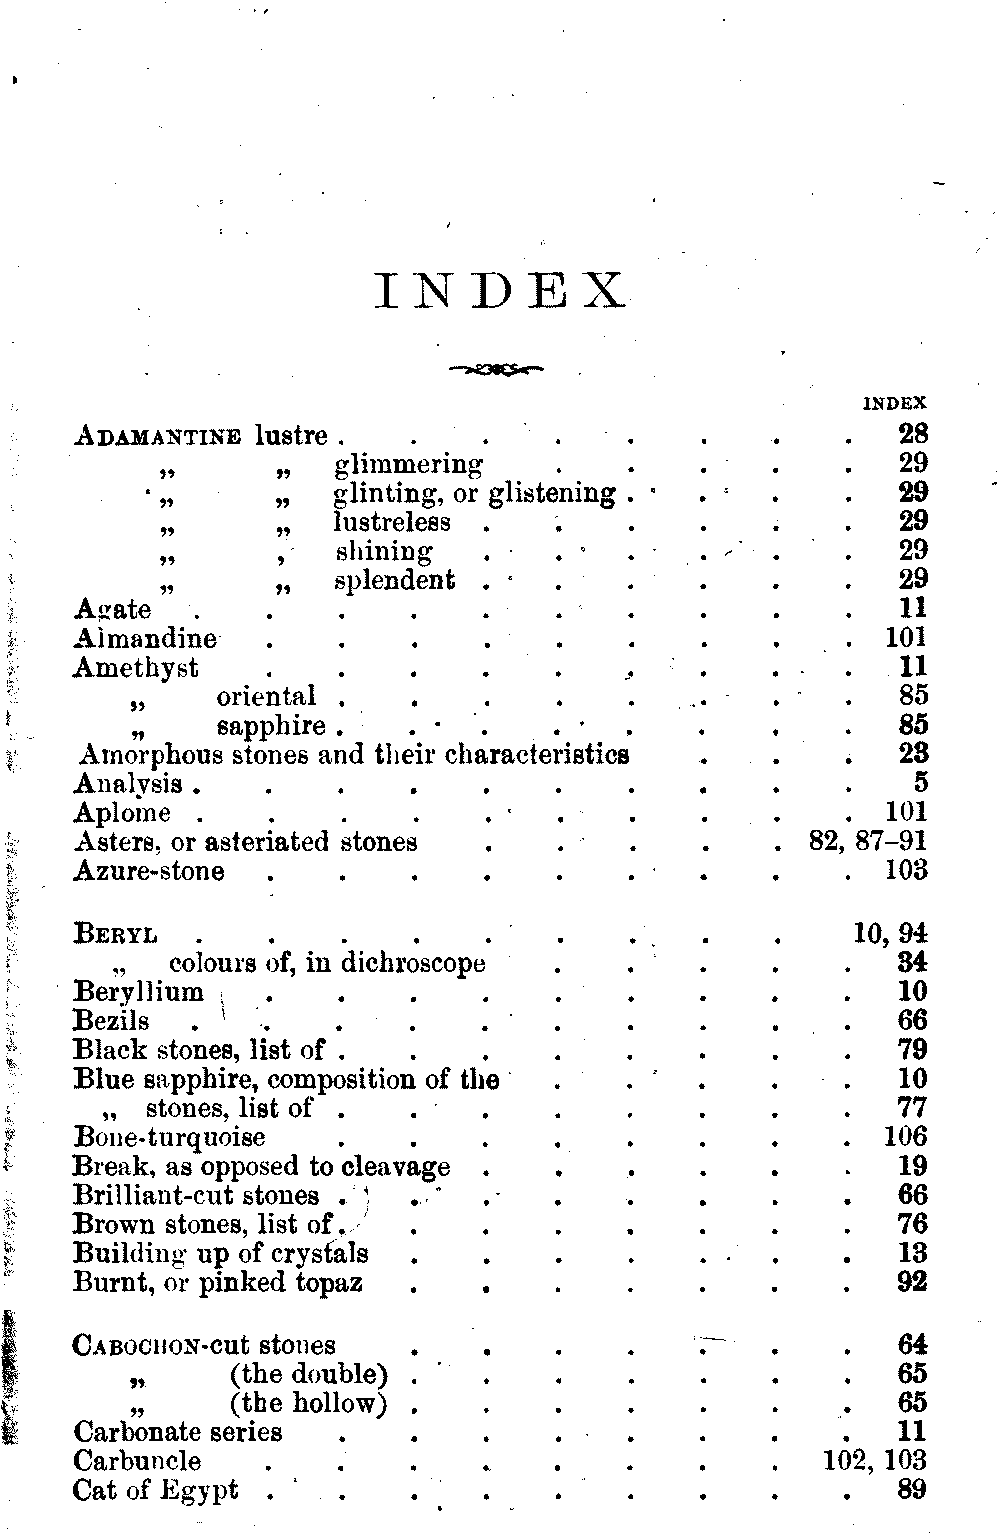 INDEX
INDEX
ADAMANTINE lustre . . . . . . . . 28
„ „ glimmering . . . . . 29
„ „ glinting, or glistening . . . . 29
„ „ lustreless . . . . . . 29
„ , shining . . . . . . 29
„ „ splendent . . . . . . 29
Agate . . . . . . . . . . 11
Almandine . . . . . . . . . 101
Amethyst . . . . . . . . . 11
„ oriental . . . . . . . . 85
„ sapphire . . . . . . . . 85
Amorphous stones and their characteristics . . . 23
Analysis . . . . . . . . . . 5
Aplome . . . . . . . . . . 101
Asters, or asteriated stones . . . . . 82, 87–91
Azure-stone . . . . . . . . . 103
BERYL . . . . . . . . . 10, 94
„ colours of, in dichroscope . . . . . 34
Beryllium . . . . . . . . . 10
Bezils . . . . . . . . . . 66
Black stones, list of . . . . . . . . 79
Blue sapphire, composition of the . . . . . 10
„ stones, list of . . . . . . . . 77
Bone-turquoise . . . . . . . . 106
Break, as opposed to cleavage . . . . . . 19
Brilliant-cut stones . . . . . . . . 66
Brown stones, list of . . . . . . . . 76
Building up of crystals . . . . . . . 13
Burnt, or pinked topaz . . . . . . . 92
CABOCHON-cut stones . . . . . . . 64
„ (the double) . . . . . . . 65
„ (the hollow) . . . . . . . 65
Carbonate series . . . . . . . . 11
Carbuncle . . . . . . . . 102, 103
Cat of Egypt . . . . . . . . . 89